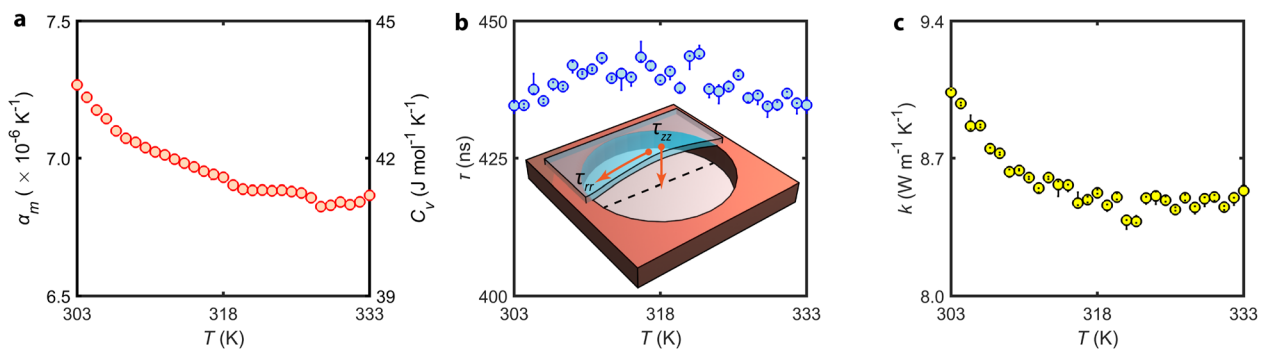 a
7.5
7.0
6.5
α_m ( × 10⁻⁶ K⁻¹)
45
42
39
C_v (J mol⁻¹ K⁻¹)
303
318
333
T (K)
b
450
425
400
τ (ns)
τ_zz
τ_rr
303
318
333
T (K)
c
9.4
8.7
8.0
k (W m⁻¹ K⁻¹)
303
318
333
T (K)